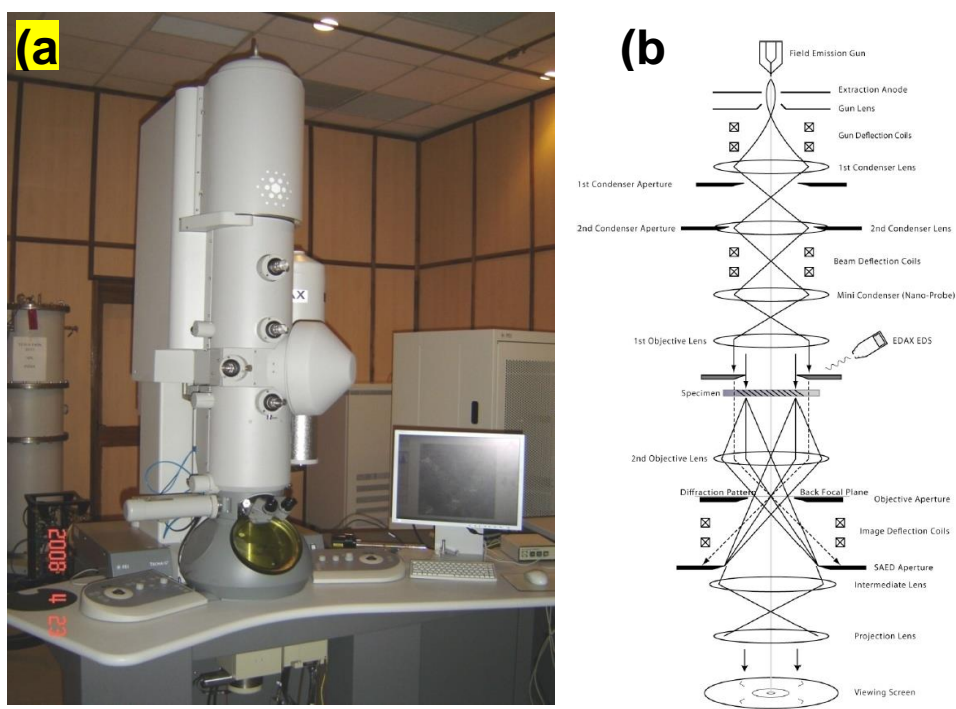 (a
2008 4 23
(b
Field Emission Gun
Extraction Anode
Gun Lens
Gun Deflection Coils
1st Condenser Lens
1st Condenser Aperture
2nd Condenser Aperture
2nd Condenser Lens
Beam Deflection Coils
Mini Condenser (Nano-Probe)
1st Objective Lens
EDAX EDS
Specimen
2nd Objective Lens
Diffraction Pattern
Back Focal Plane
Objective Aperture
Image Deflection Coils
SAED Aperture
Intermediate Lens
Projection Lens
Viewing Screen